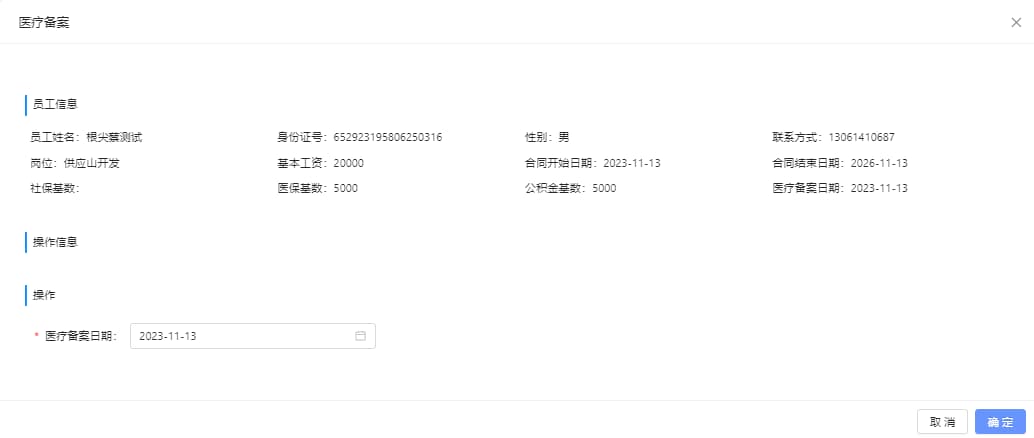 医疗备案
员工信息
员工姓名：根尖禁测试 身份证号：652923195806250316 性别：男 联系方式：13061410687
岗位：供应山开发 基本工资：20000 合同开始日期：2023-11-13 合同结束日期：2026-11-13
社保基数： 医保基数：5000 公积金基数：5000 医疗备案日期：2023-11-13
操作信息
操作
* 医疗备案日期： 2023-11-13
取消 确定